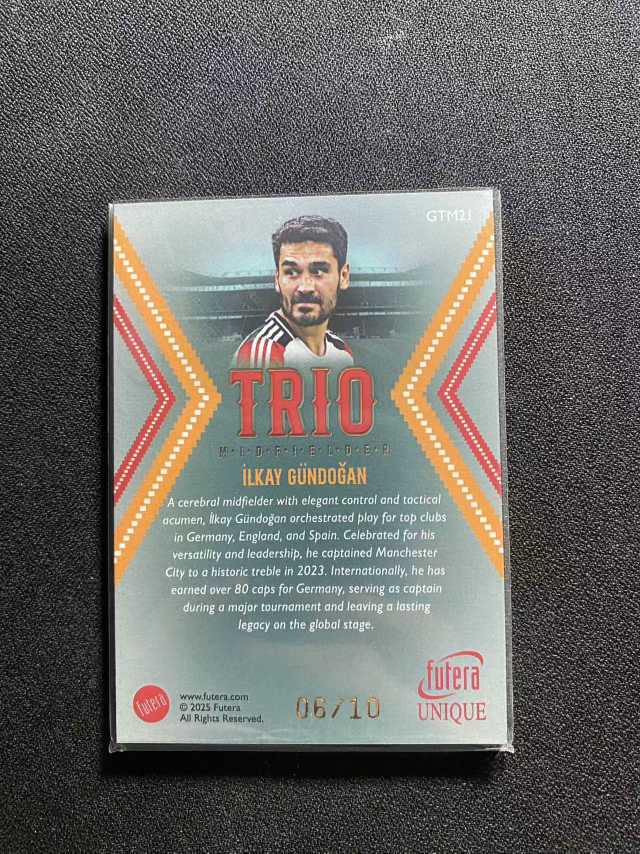 GTM21
TRIO
M·I·D·F·I·E·L·D·E·R
İLKAY GÜNDOĞAN
A cerebral midfielder with elegant control and tactical
acumen, İlkay Gündoğan orchestrated play for top clubs
in Germany, England, and Spain. Celebrated for his
versatility and leadership, he captained Manchester
City to a historic treble in 2023. Internationally, he has
earned over 80 caps for Germany, serving as captain
during a major tournament and leaving a lasting
legacy on the global stage.
futera
www.futera.com
© 2025 Futera
All Rights Reserved.
06/10
futera
UNIQUE